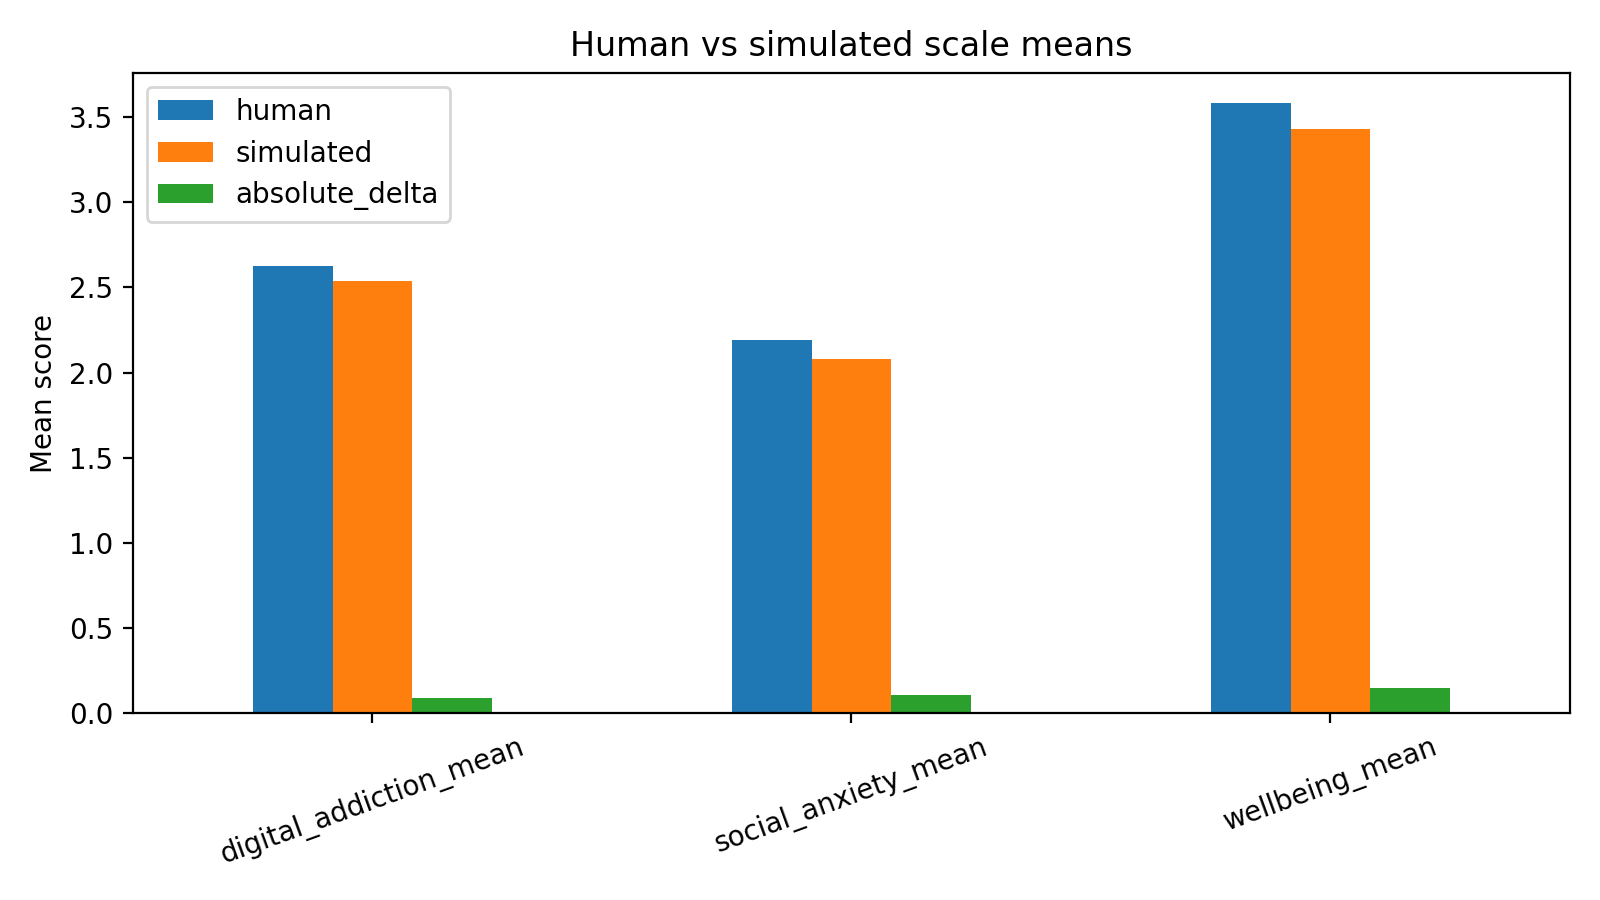 Human vs simulated scale means
human
simulated
absolute_delta
Mean score
3.5
3.0
2.5
2.0
1.5
1.0
0.5
0.0
digital_addiction_mean
social_anxiety_mean
wellbeing_mean